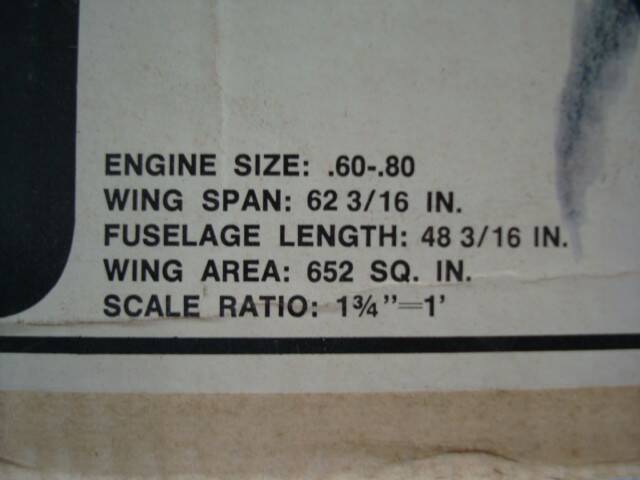 ENGINE SIZE: .60-.80
WING SPAN: 62 3/16 IN.
FUSELAGE LENGTH: 48 3/16 IN.
WING AREA: 652 SQ. IN.
SCALE RATIO: 1¾"=1'